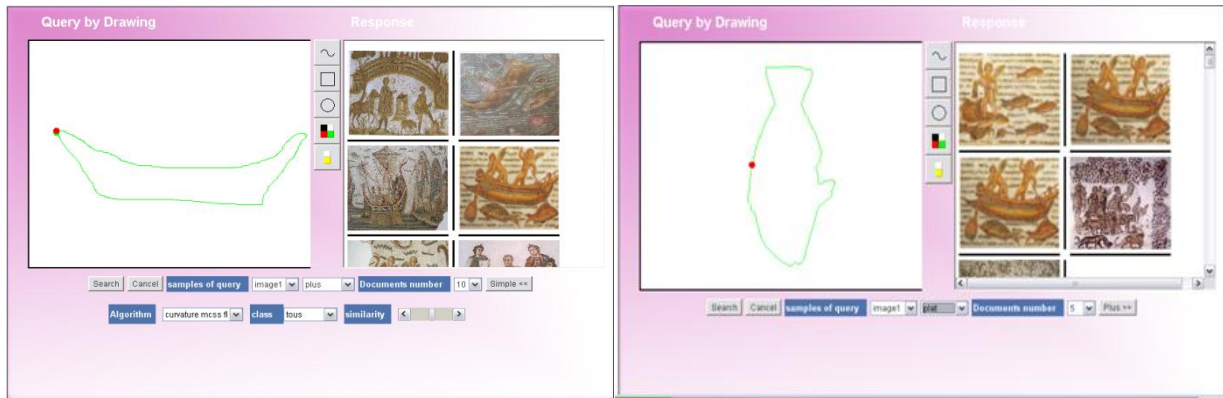 Query by Drawing
Response
Search Cancel samples of query image1 plus Documents number 10 Simple <<
Algorithm curvature mcss fl class tous similarity
Query by Drawing
Response
Search Cancel samples of query image1 plat Documents number 5 Plus >>